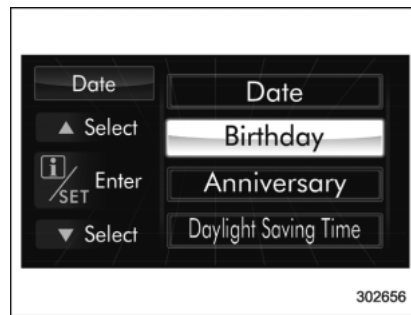 Date
▲ Select
i/SET Enter
▼ Select
Date
Birthday
Anniversary
Daylight Saving Time
302656